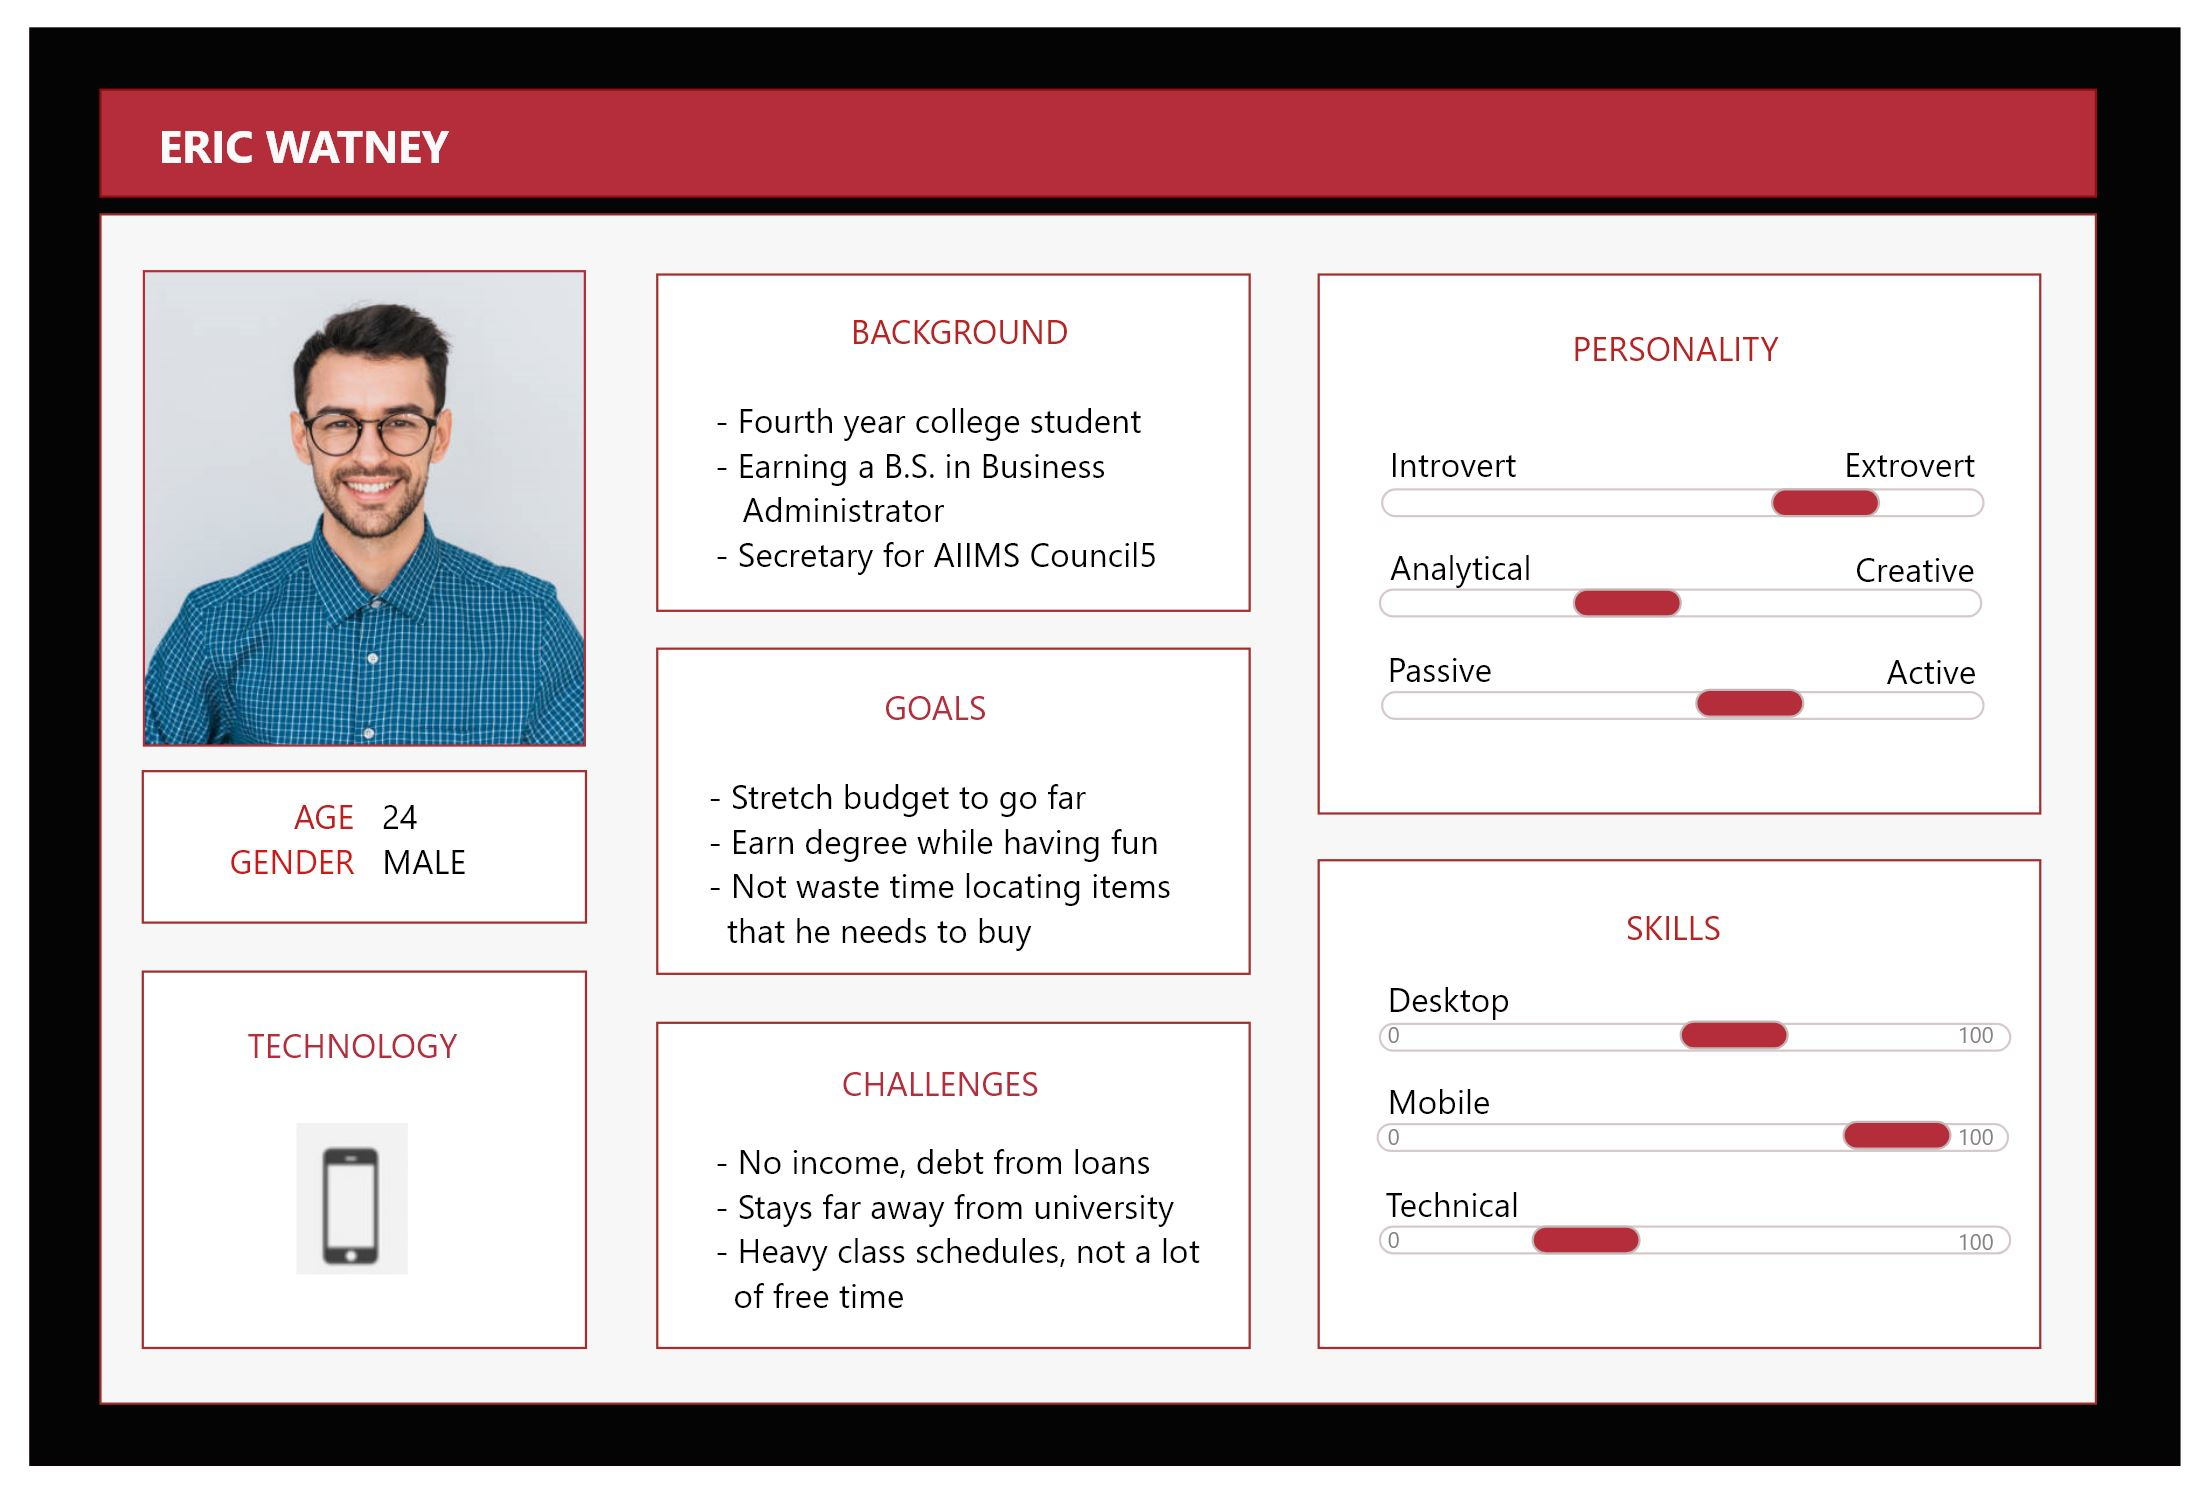 ERIC WATNEY
AGE 24
GENDER MALE
TECHNOLOGY
BACKGROUND
- Fourth year college student
- Earning a B.S. in Business
Administrator
- Secretary for AIIMS Council5
GOALS
- Stretch budget to go far
- Earn degree while having fun
- Not waste time locating items
that he needs to buy
CHALLENGES
- No income, debt from loans
- Stays far away from university
- Heavy class schedules, not a lot
of free time
PERSONALITY
Introvert Extrovert
Analytical Creative
Passive Active
SKILLS
Desktop
0 100
Mobile
0 100
Technical
0 100